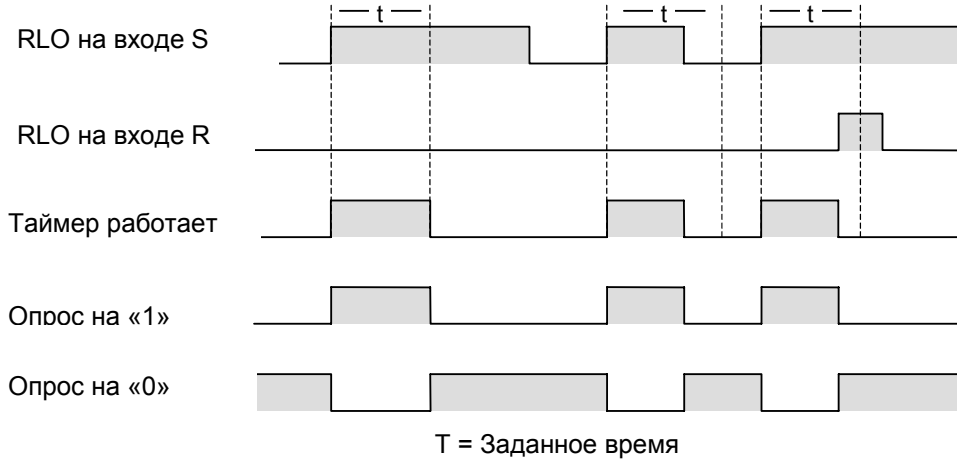 t t t
RLO на входе S
RLO на входе R
Таймер работает
Опрос на «1»
Опрос на «0»
T = Заданное время